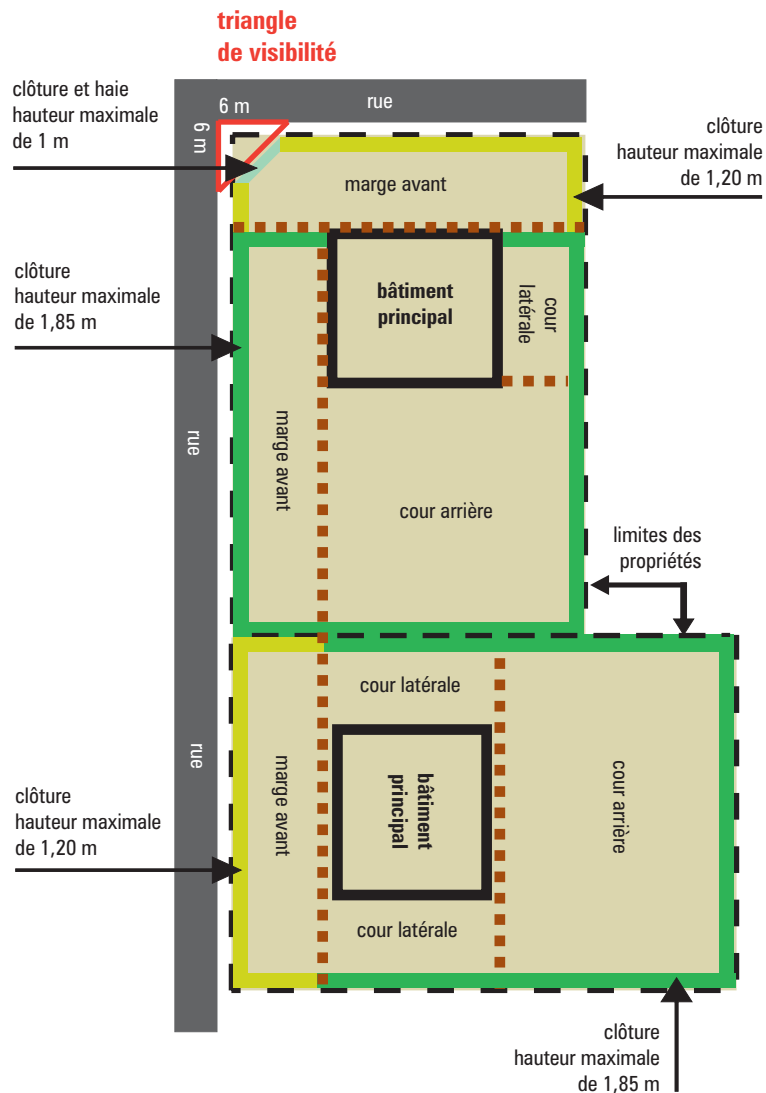 triangle
de visibilité
clôture et haie
hauteur maximale
de 1 m
6 m
rue
6 m
clôture
hauteur maximale
de 1,20 m
marge avant
clôture
hauteur maximale
de 1,85 m
bâtiment
principal
cour
latérale
rue
marge avant
cour arrière
limites des
propriétés
cour latérale
rue
marge avant
bâtiment
principal
cour arrière
clôture
hauteur maximale
de 1,20 m
cour latérale
clôture
hauteur maximale
de 1,85 m